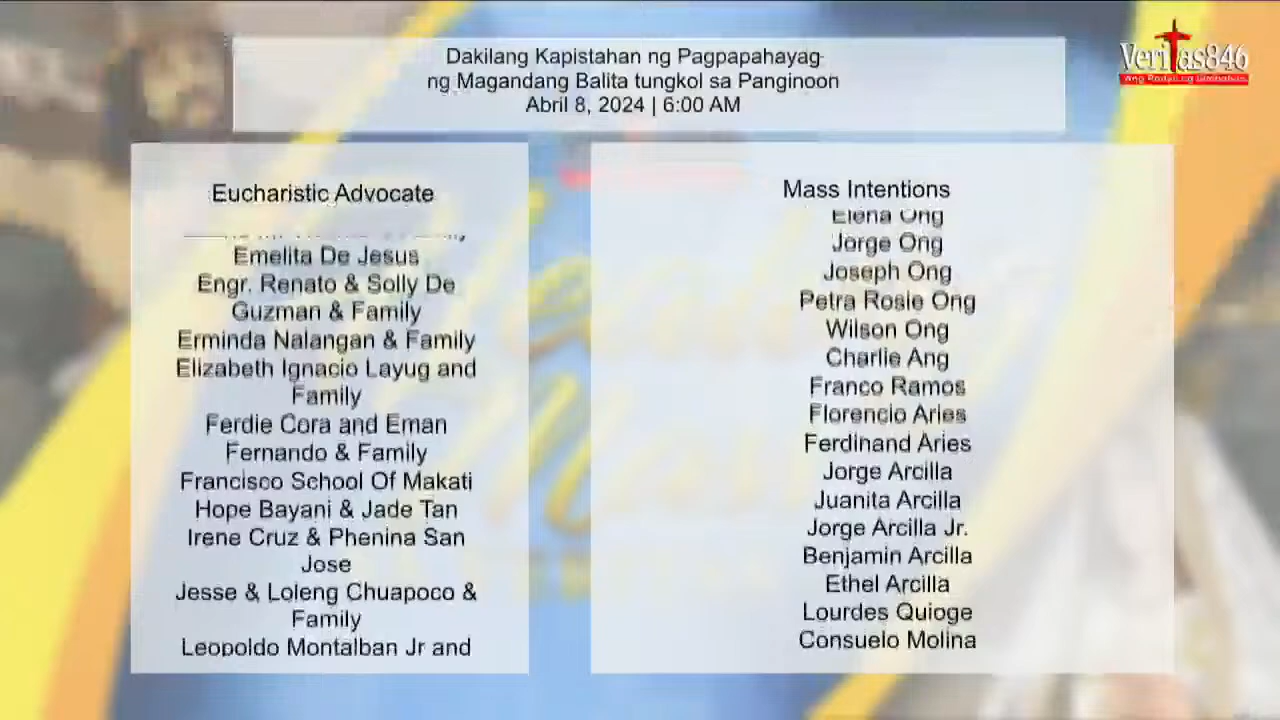 Dakilang Kapistahan ng Pagpapahayag-
ng Magandang Balita tungkol sa Panginoon
Abril 8, 2024 | 6:00 AM
Veritas846
Ang Radyo ng Simbahan
Eucharistic Advocate
Emelita De Jesus
Engr. Renato & Solly De
Guzman & Family
Erminda Nalangan & Family
Elizabeth Ignacio Layug and
Family
Ferdie Cora and Eman
Fernando & Family
Francisco School Of Makati
Hope Bayani & Jade Tan
Irene Cruz & Phenina San
Jose
Jesse & Loleng Chuapoco &
Family
Leopoldo Montalban Jr and
Mass Intentions
Elena Ong
Jorge Ong
Joseph Ong
Petra Rosie Ong
Wilson Ong
Charlie Ang
Franco Ramos
Florencio Aries
Ferdinand Aries
Jorge Arcilla
Juanita Arcilla
Jorge Arcilla Jr.
Benjamin Arcilla
Ethel Arcilla
Lourdes Quioge
Consuelo Molina